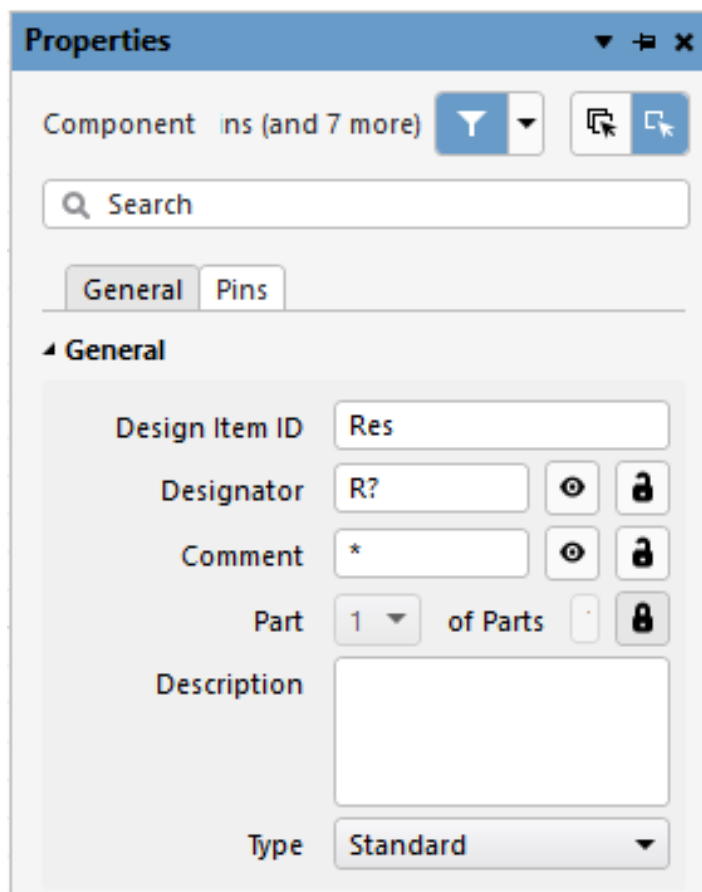 Properties
Component ins (and 7 more)
Search
General Pins
General
Design Item ID Res
Designator R?
Comment *
Part 1 of Parts
Description
Type Standard